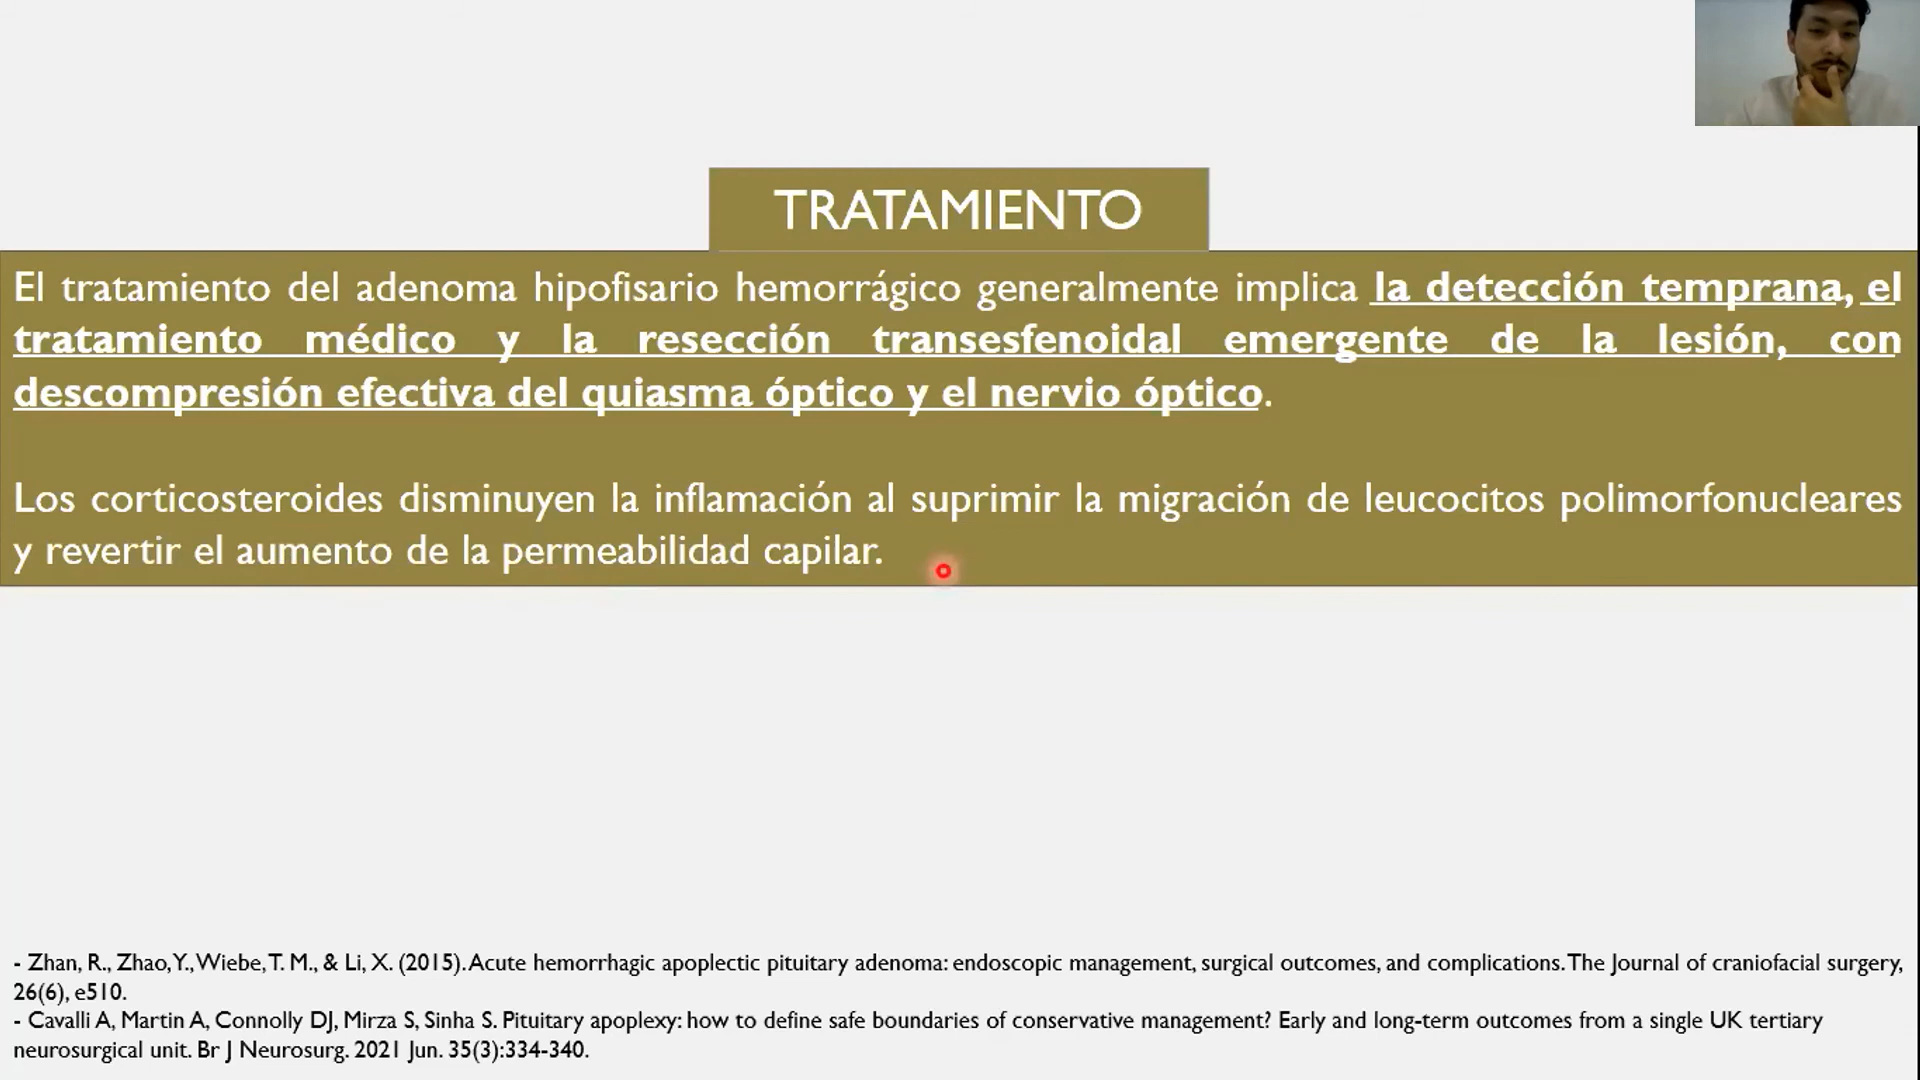 TRATAMIENTO
El tratamiento del adenoma hipofisario hemorrágico generalmente implica la detección temprana, el
tratamiento médico y la resección transesfenoidal emergente de la lesión, con
descompresión efectiva del quiasma óptico y el nervio óptico.
Los corticosteroides disminuyen la inflamación al suprimir la migración de leucocitos polimorfonucleares
y revertir el aumento de la permeabilidad capilar.
- Zhan, R., Zhao, Y., Wiebe, T. M., & Li, X. (2015). Acute hemorrhagic apoplectic pituitary adenoma: endoscopic management, surgical outcomes, and complications. The Journal of craniofacial surgery,
26(6), e510.
- Cavalli A, Martin A, Connolly DJ, Mirza S, Sinha S. Pituitary apoplexy: how to define safe boundaries of conservative management? Early and long-term outcomes from a single UK tertiary
neurosurgical unit. Br J Neurosurg. 2021 Jun. 35(3):334-340.